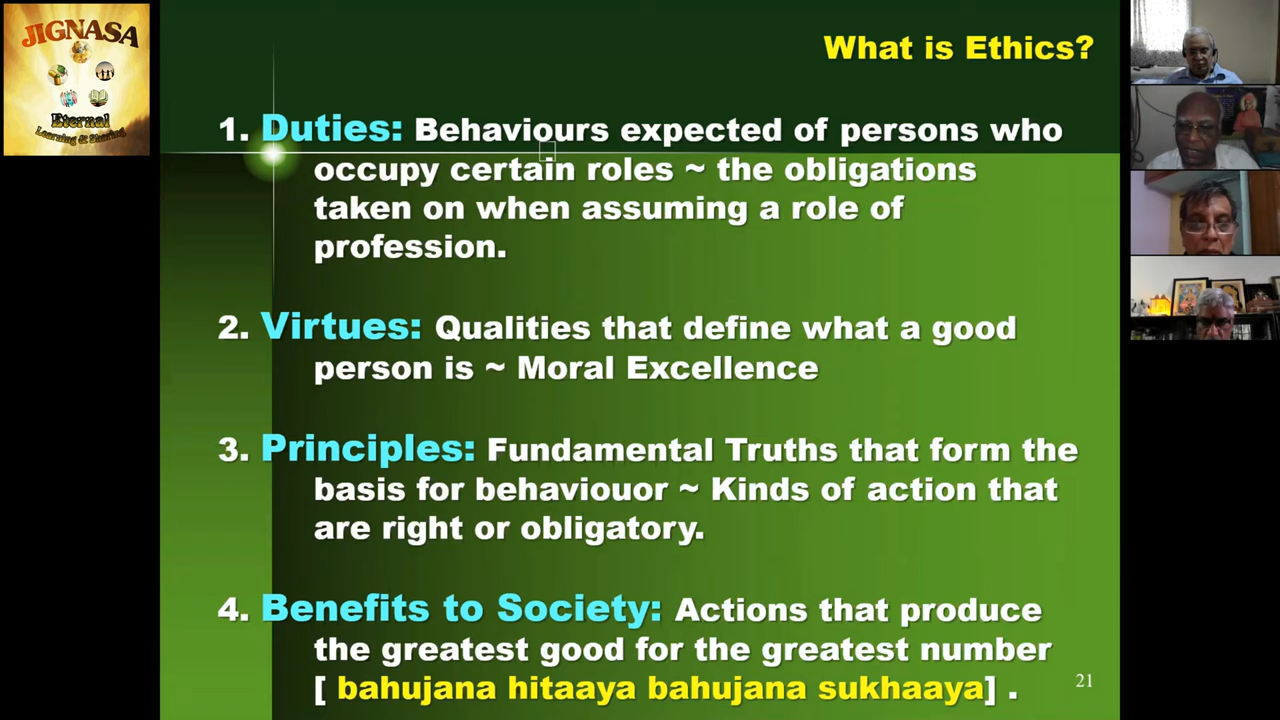 JIGNASA
Eternal
Learning & Sharing
What is Ethics?
1. Duties: Behaviours expected of persons who
occupy certain roles ~ the obligations
taken on when assuming a role of
profession.
2. Virtues: Qualities that define what a good
person is ~ Moral Excellence
3. Principles: Fundamental Truths that form the
basis for behaviouor ~ Kinds of action that
are right or obligatory.
4. Benefits to Society: Actions that produce
the greatest good for the greatest number
[ bahujana hitaaya bahujana sukhaaya] .
21